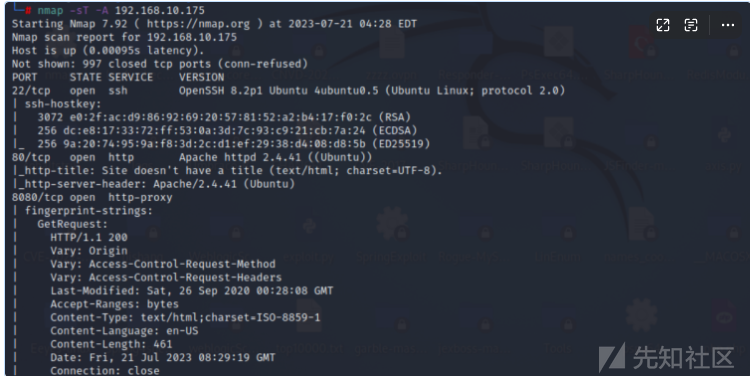 └─# nmap -sT -A 192.168.10.175
Starting Nmap 7.92 ( https://nmap.org ) at 2023-07-21 04:28 EDT
Nmap scan report for 192.168.10.175
Host is up (0.00095s latency).
Not shown: 997 closed tcp ports (conn-refused)
PORT     STATE SERVICE    VERSION
22/tcp   open  ssh        OpenSSH 8.2p1 Ubuntu 4ubuntu0.5 (Ubuntu Linux; protocol 2.0)
| ssh-hostkey:
|   3072 e0:2f:ac:d9:86:92:69:20:57:81:52:a2:b4:17:f0:2c (RSA)
|   256 dc:e8:17:33:72:ff:53:0a:3d:7c:93:c9:21:cb:7a:24 (ECDSA)
|_  256 9a:20:74:95:9a:f8:3d:2c:d1:ef:29:38:d4:08:d8:5b (ED25519)
80/tcp   open  http       Apache httpd 2.4.41 ((Ubuntu))
|_http-title: Site doesn't have a title (text/html; charset=UTF-8).
|_http-server-header: Apache/2.4.41 (Ubuntu)
8080/tcp open  http-proxy
| fingerprint-strings:
|   GetRequest:
|     HTTP/1.1 200
|     Vary: Origin
|     Vary: Access-Control-Request-Method
|     Vary: Access-Control-Request-Headers
|     Last-Modified: Sat, 26 Sep 2020 00:28:08 GMT
|     Accept-Ranges: bytes
|     Content-Type: text/html;charset=ISO-8859-1
|     Content-Language: en-US
|     Content-Length: 461
|     Date: Fri, 21 Jul 2023 08:29:19 GMT
|     Connection: close
先知社区